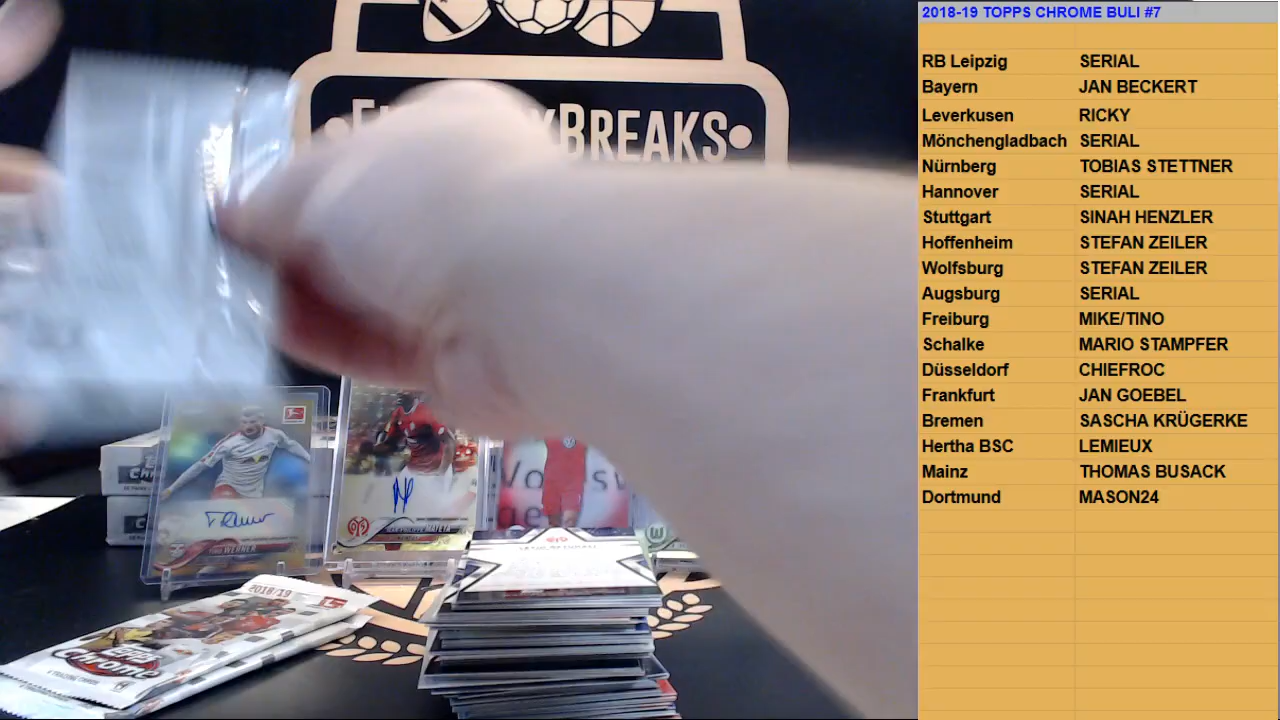 2018-19 TOPPS CHROME BULI #7
RB Leipzig SERIAL
Bayern JAN BECKERT
Leverkusen RICKY
Mönchengladbach SERIAL
Nürnberg TOBIAS STETTNER
Hannover SERIAL
Stuttgart SINAH HENZLER
Hoffenheim STEFAN ZEILER
Wolfsburg STEFAN ZEILER
Augsburg SERIAL
Freiburg MIKE/TINO
Schalke MARIO STAMPFER
Düsseldorf CHIEFROC
Frankfurt JAN GOEBEL
Bremen SASCHA KRÜGERKE
Hertha BSC LEMIEUX
Mainz THOMAS BUSACK
Dortmund MASON24
BREAKS
WERNER
MATETA
2018/19
TOPPS
Chrome